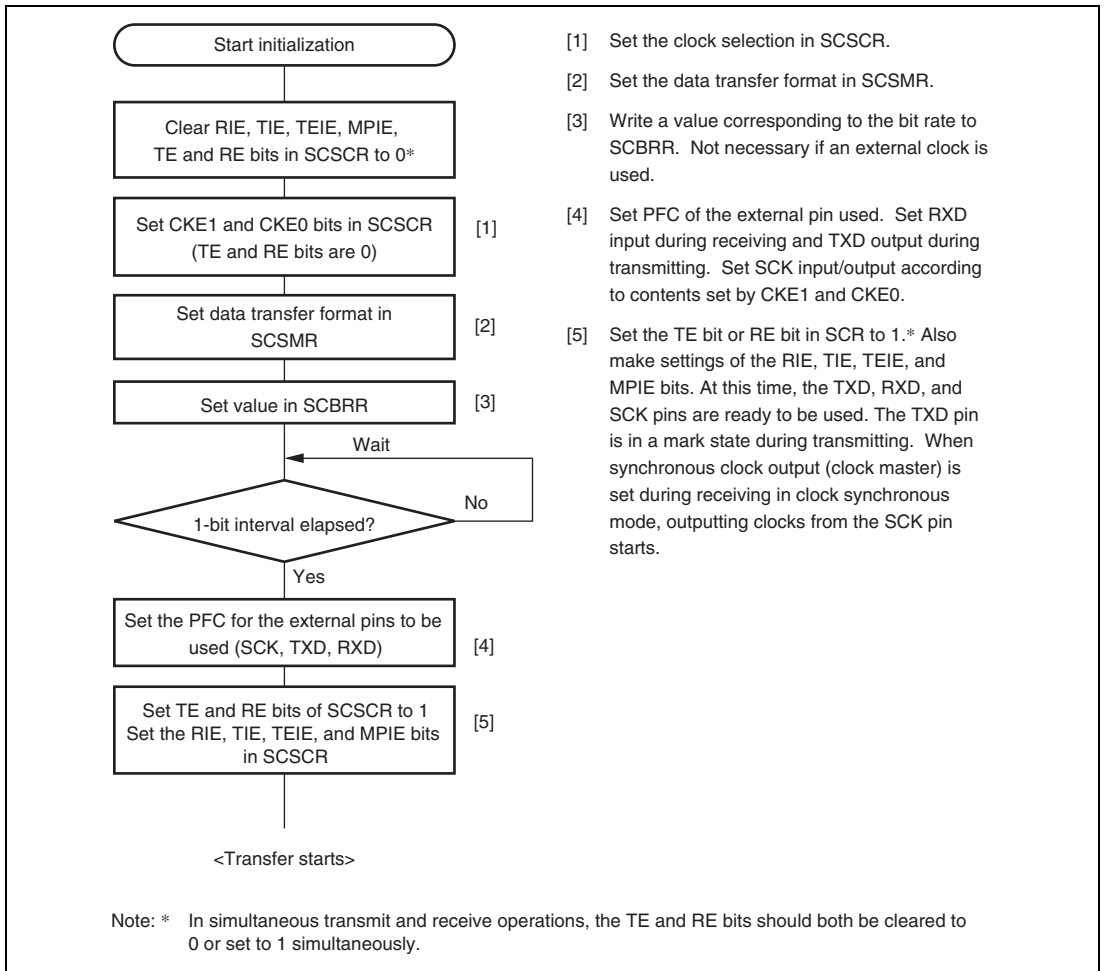 Start initialization
Clear RIE, TIE, TEIE, MPIE,
TE and RE bits in SCSCR to 0*
Set CKE1 and CKE0 bits in SCSCR
(TE and RE bits are 0)
[1]
Set data transfer format in
SCSMR
[2]
Set value in SCBRR
[3]
Wait
No
1-bit interval elapsed?
Yes
Set the PFC for the external pins to be
used (SCK, TXD, RXD)
[4]
Set TE and RE bits of SCSCR to 1
Set the RIE, TIE, TEIE, and MPIE bits
in SCSCR
[5]
<Transfer starts>
[1] Set the clock selection in SCSCR.
[2] Set the data transfer format in SCSMR.
[3] Write a value corresponding to the bit rate to
SCBRR. Not necessary if an external clock is
used.
[4] Set PFC of the external pin used. Set RXD
input during receiving and TXD output during
transmitting. Set SCK input/output according
to contents set by CKE1 and CKE0.
[5] Set the TE bit or RE bit in SCR to 1.* Also
make settings of the RIE, TIE, TEIE, and
MPIE bits. At this time, the TXD, RXD, and
SCK pins are ready to be used. The TXD pin
is in a mark state during transmitting. When
synchronous clock output (clock master) is
set during receiving in clock synchronous
mode, outputting clocks from the SCK pin
starts.
Note: * In simultaneous transmit and receive operations, the TE and RE bits should both be cleared to
0 or set to 1 simultaneously.